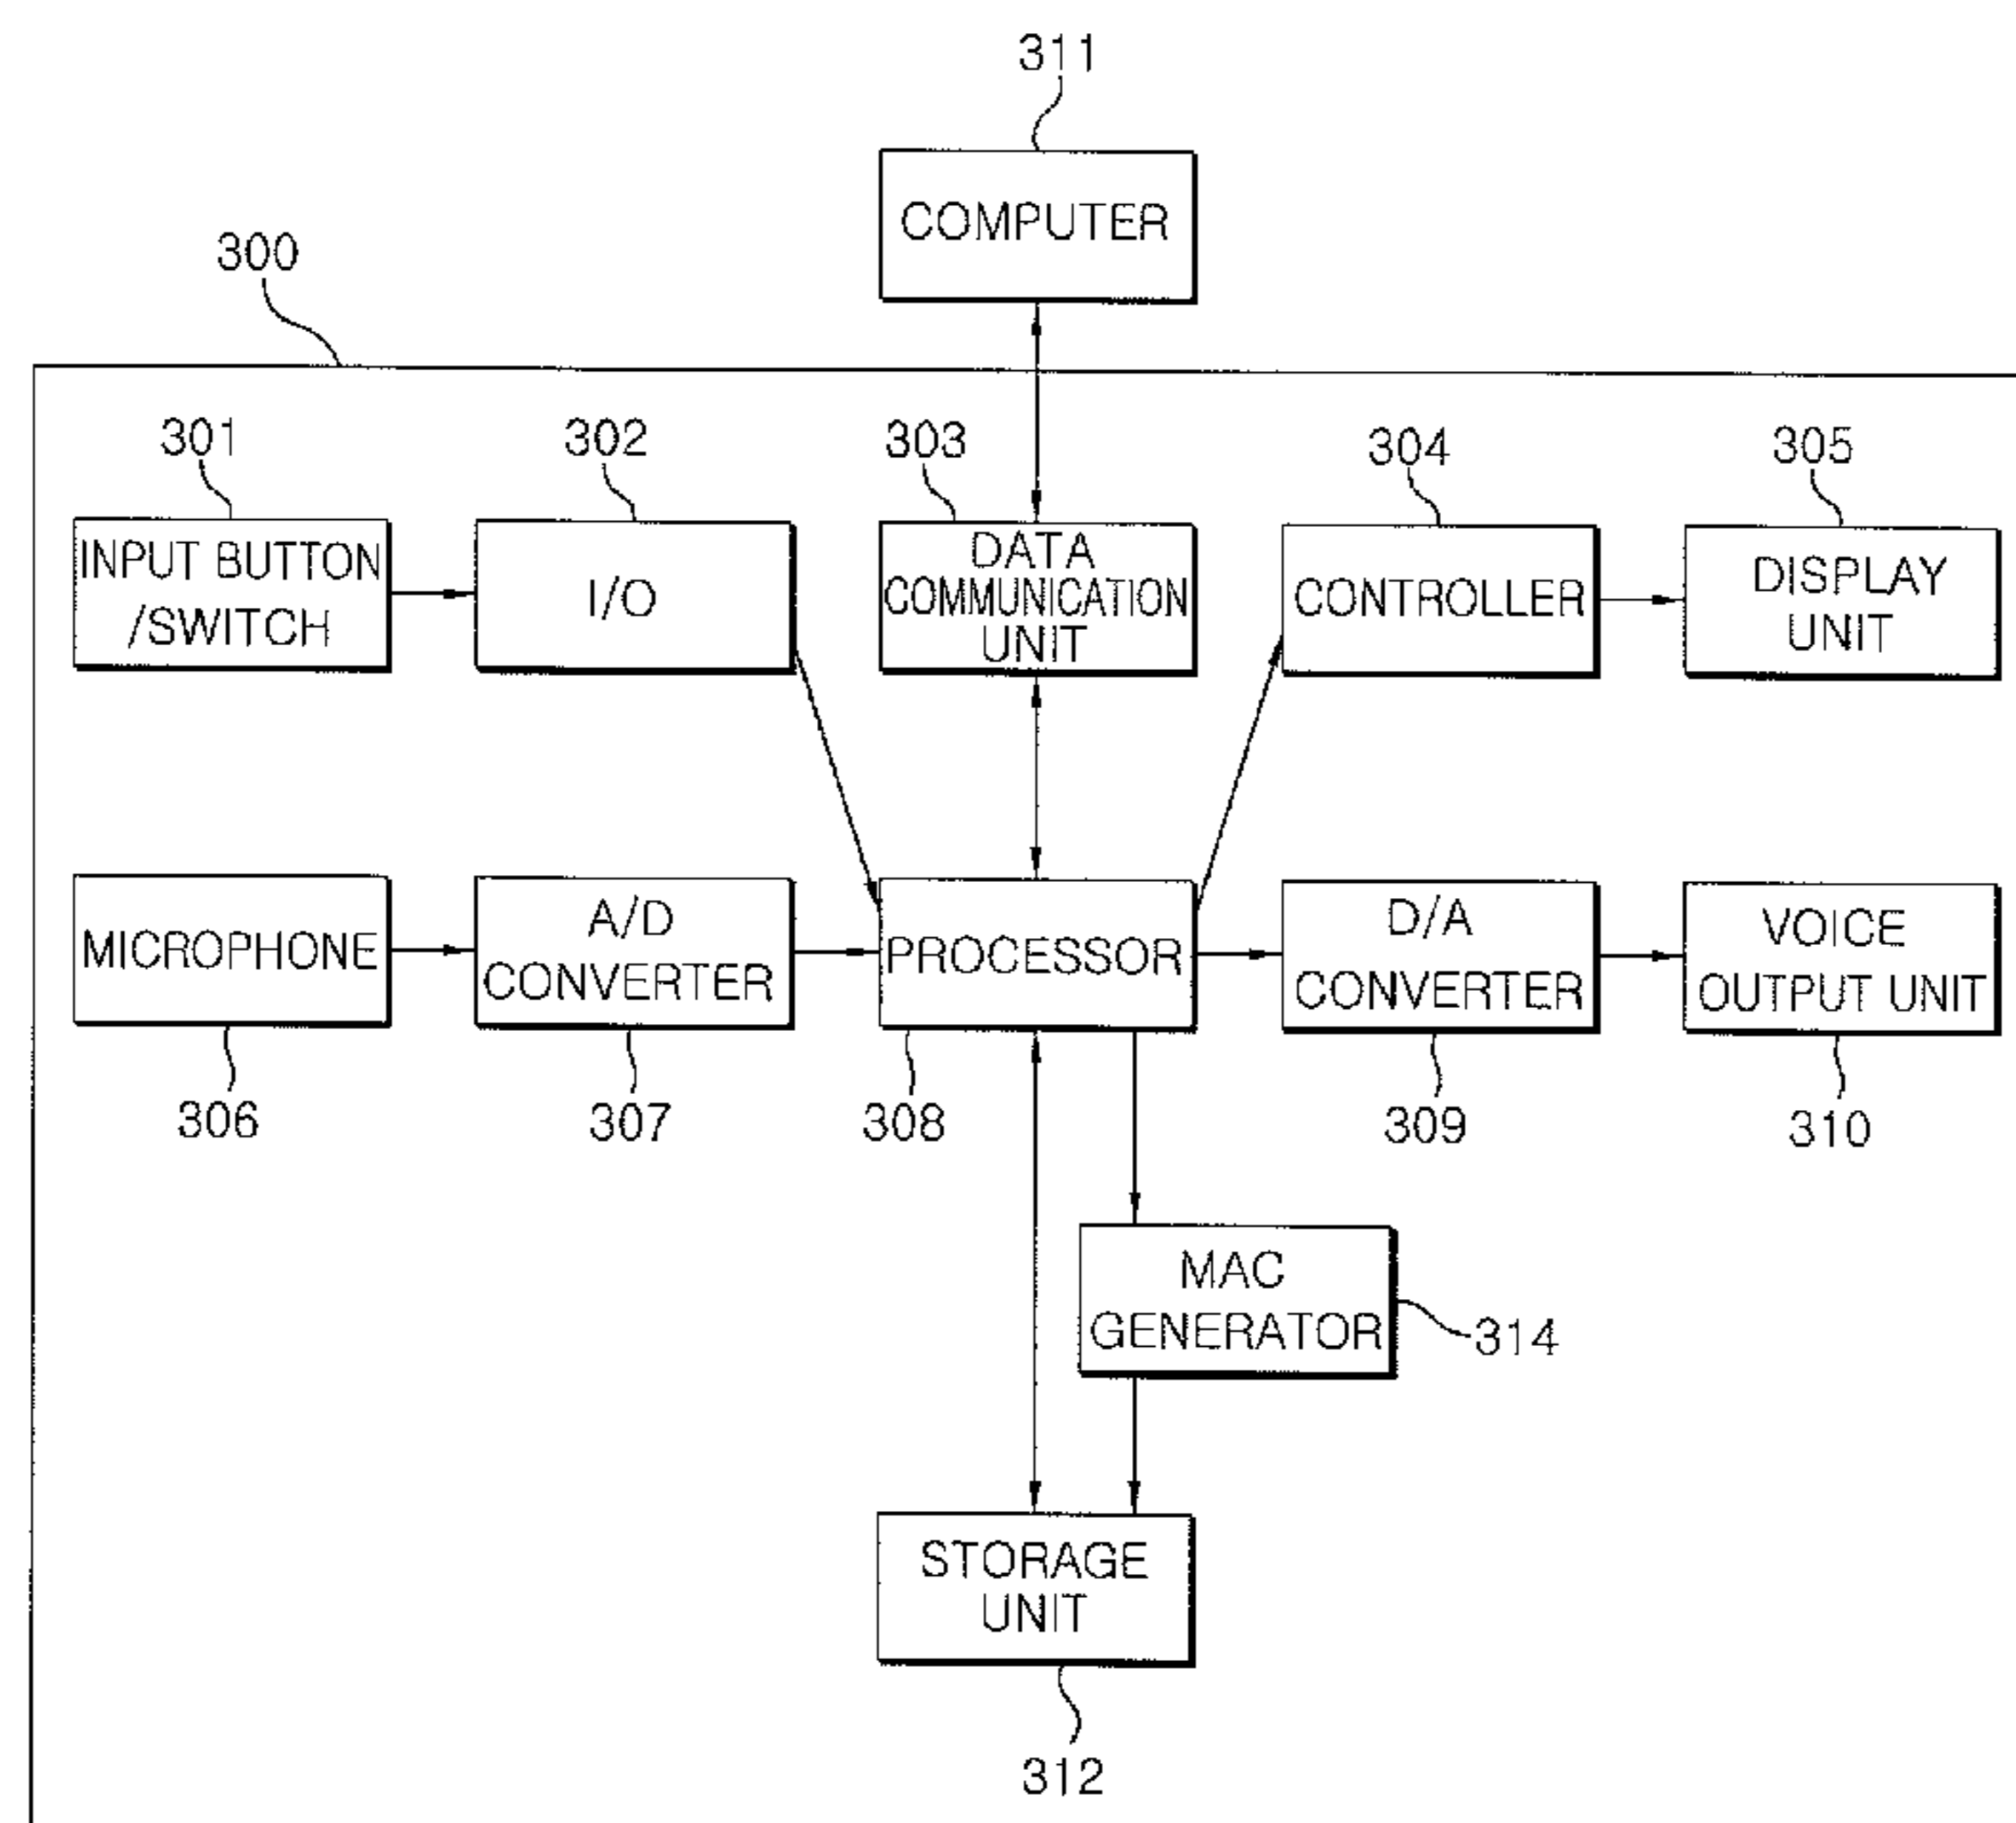 311
COMPUTER
300
301
302
303
304
305
INPUT BUTTON
/SWITCH
I/O
DATA
COMMUNICATION
UNIT
CONTROLLER
DISPLAY
UNIT
MICROPHONE
A/D
CONVERTER
PROCESSOR
D/A
CONVERTER
VOICE
OUTPUT UNIT
306
307
308
309
310
MAC
GENERATOR
314
STORAGE
UNIT
312